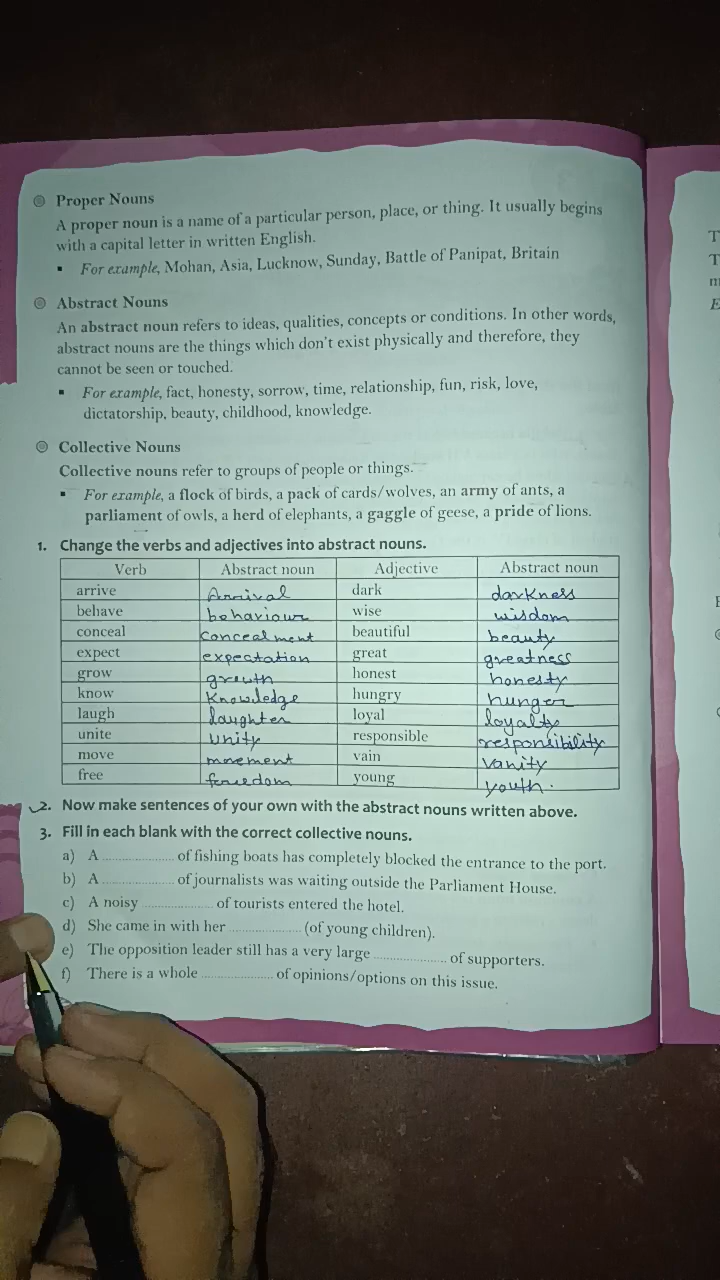 Proper Nouns
A proper noun is a name of a particular person, place, or thing. It usually begins
with a capital letter in written English.
▪ For example, Mohan, Asia, Lucknow, Sunday, Battle of Panipat, Britain
Abstract Nouns
An abstract noun refers to ideas, qualities, concepts or conditions. In other words,
abstract nouns are the things which don't exist physically and therefore, they
cannot be seen or touched.
▪ For example, fact, honesty, sorrow, time, relationship, fun, risk, love,
dictatorship, beauty, childhood, knowledge.
Collective Nouns
Collective nouns refer to groups of people or things.
▪ For example, a flock of birds, a pack of cards/wolves, an army of ants, a
parliament of owls, a herd of elephants, a gaggle of geese, a pride of lions.
1. Change the verbs and adjectives into abstract nouns.
Verb Abstract noun Adjective Abstract noun
arrive Arrival dark darkness
behave behaviour wise wisdom
conceal concealment beautiful beauty
expect expectation great greatness
grow growth honest honesty
know knowledge hungry hunger
laugh laughter loyal loyalty
unite unity responsible responsibility
move movement vain vanity
free freedom young youth.
2. Now make sentences of your own with the abstract nouns written above.
3. Fill in each blank with the correct collective nouns.
a) A .................... of fishing boats has completely blocked the entrance to the port.
b) A .................... of journalists was waiting outside the Parliament House.
c) A noisy .................... of tourists entered the hotel.
d) She came in with her .................... (of young children).
e) The opposition leader still has a very large .................... of supporters.
f) There is a whole .................... of opinions/options on this issue.
T
T
E